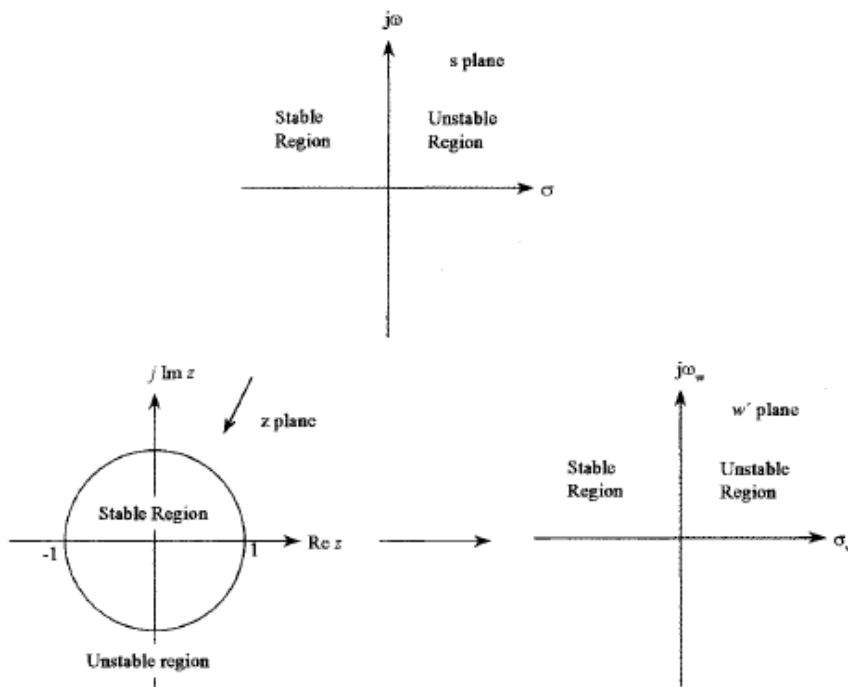 jω
s plane
Stable
Region
Unstable
Region
σ
j Im z
z plane
Stable Region
-1
1
Re z
Unstable region
jω_w
w′ plane
Stable
Region
Unstable
Region
σ